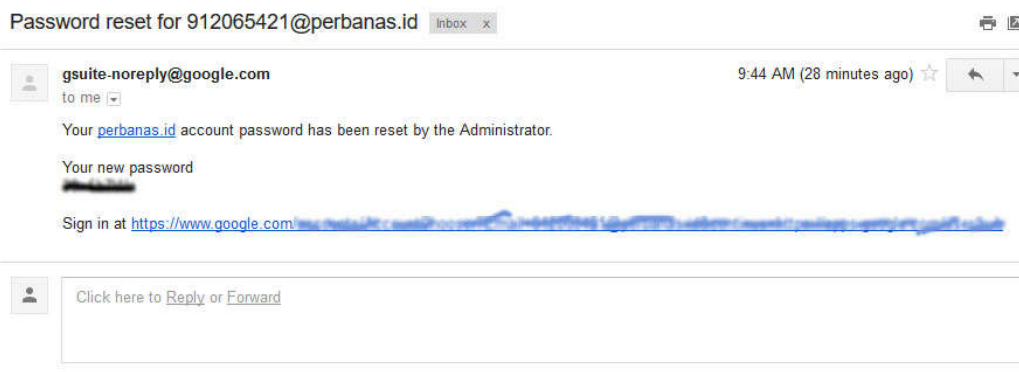 Password reset for 912065421@perbanas.id Inbox x
gsuite-noreply@google.com 9:44 AM (28 minutes ago)
to me
Your perbanas.id account password has been reset by the Administrator.
Your new password
Sign in at https://www.google.com/
Click here to Reply or Forward